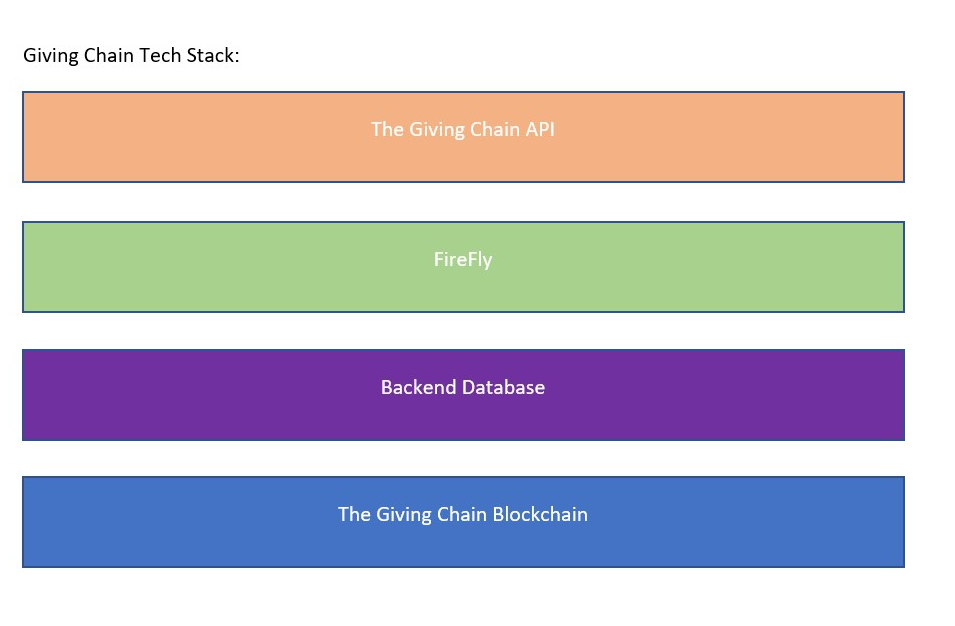 Giving Chain Tech Stack:
The Giving Chain API
FireFly
Backend Database
The Giving Chain Blockchain